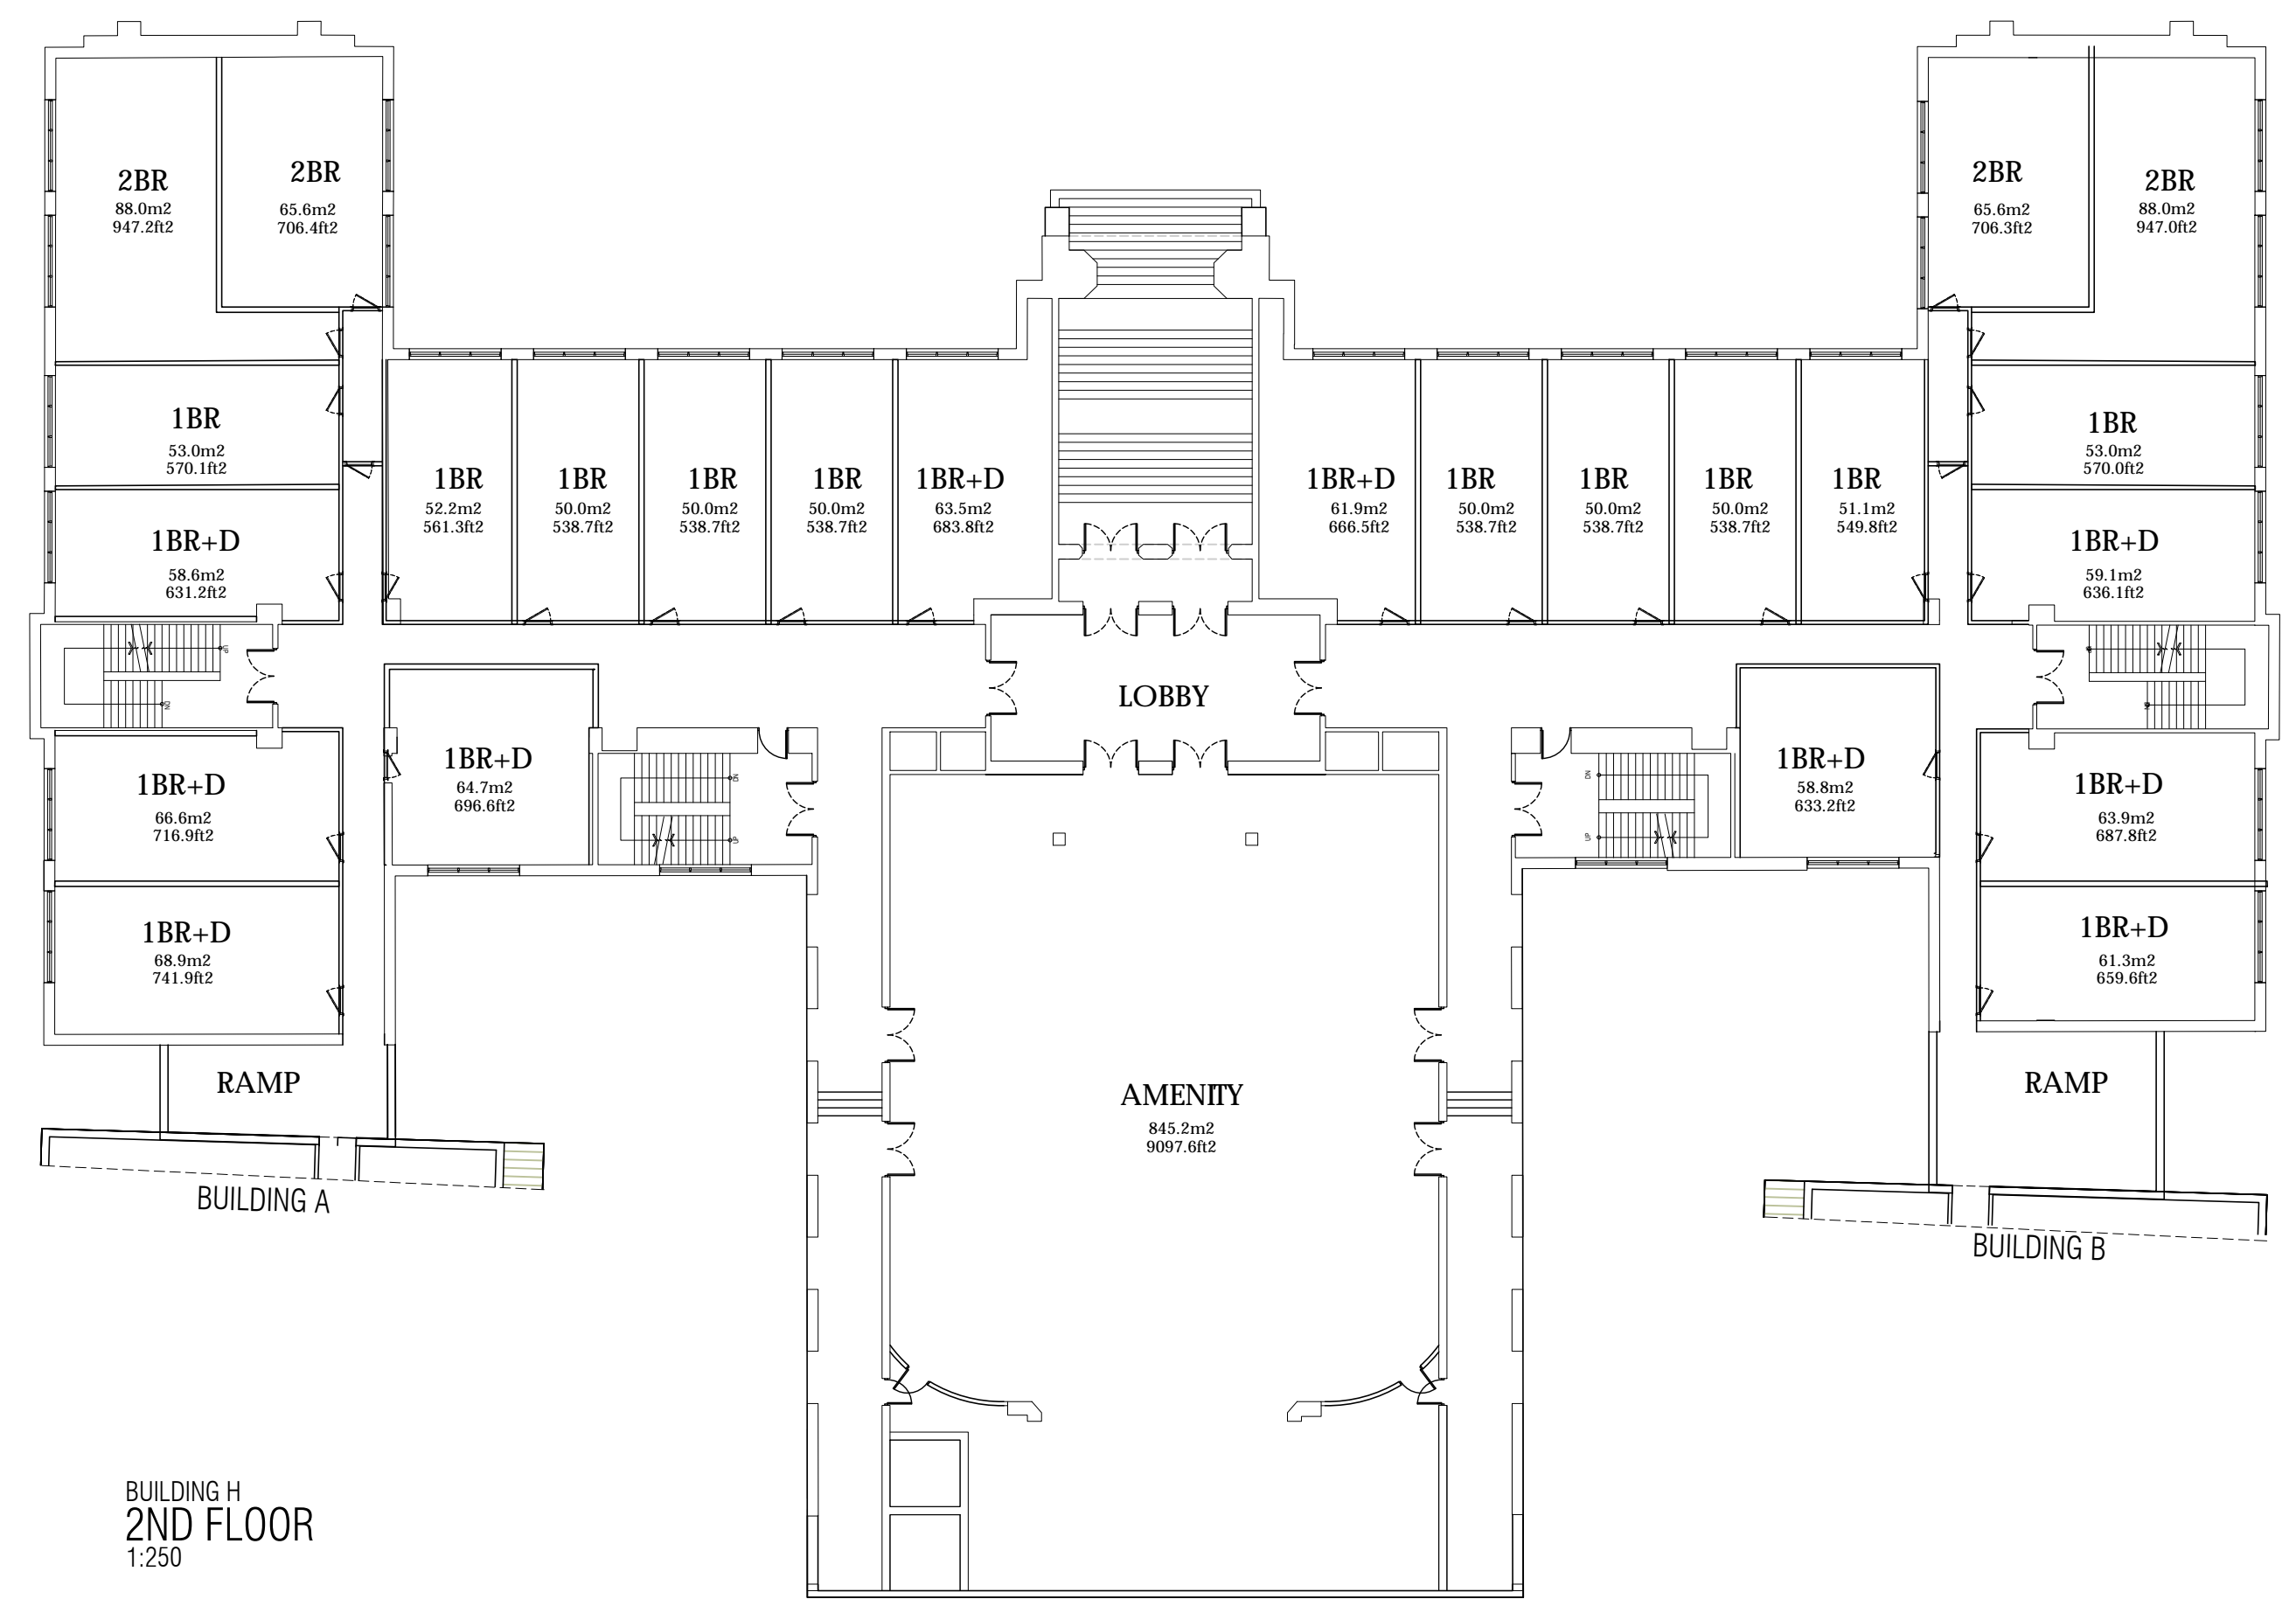 2BR
88.0m2
947.2ft2
2BR
65.6m2
706.4ft2
2BR
65.6m2
706.3ft2
2BR
88.0m2
947.0ft2
1BR
53.0m2
570.1ft2
1BR+D
58.6m2
631.2ft2
1BR
52.2m2
561.3ft2
1BR
50.0m2
538.7ft2
1BR
50.0m2
538.7ft2
1BR
50.0m2
538.7ft2
1BR+D
63.5m2
683.8ft2
1BR+D
61.9m2
666.5ft2
1BR
50.0m2
538.7ft2
1BR
50.0m2
538.7ft2
1BR
50.0m2
538.7ft2
1BR
51.1m2
549.8ft2
1BR
53.0m2
570.0ft2
1BR+D
59.1m2
636.1ft2
UP
DN
LOBBY
1BR+D
66.6m2
716.9ft2
1BR+D
64.7m2
696.6ft2
DN
UP
DN
UP
1BR+D
58.8m2
633.2ft2
1BR+D
63.9m2
687.8ft2
1BR+D
68.9m2
741.9ft2
1BR+D
61.3m2
659.6ft2
RAMP
AMENITY
845.2m2
9097.6ft2
RAMP
BUILDING A
BUILDING B
BUILDING H
2ND FLOOR
1:250